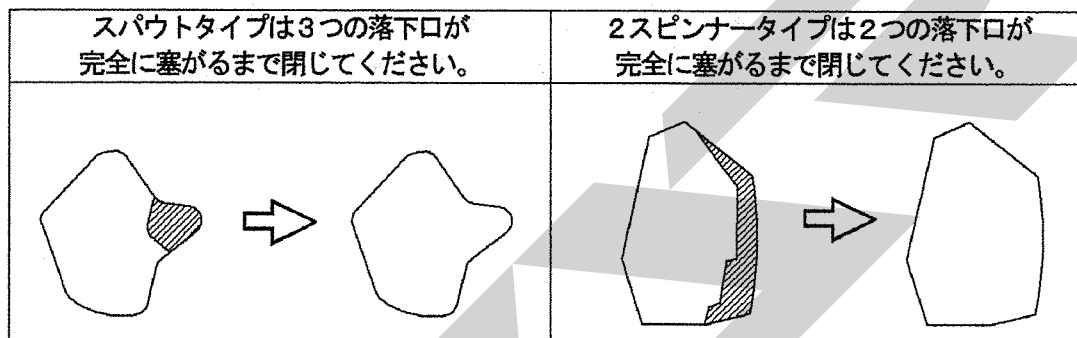 スパウトタイプは３つの落下口が
完全に塞がるまで閉じてください。
２スピンナータイプは２つの落下口が
完全に塞がるまで閉じてください。